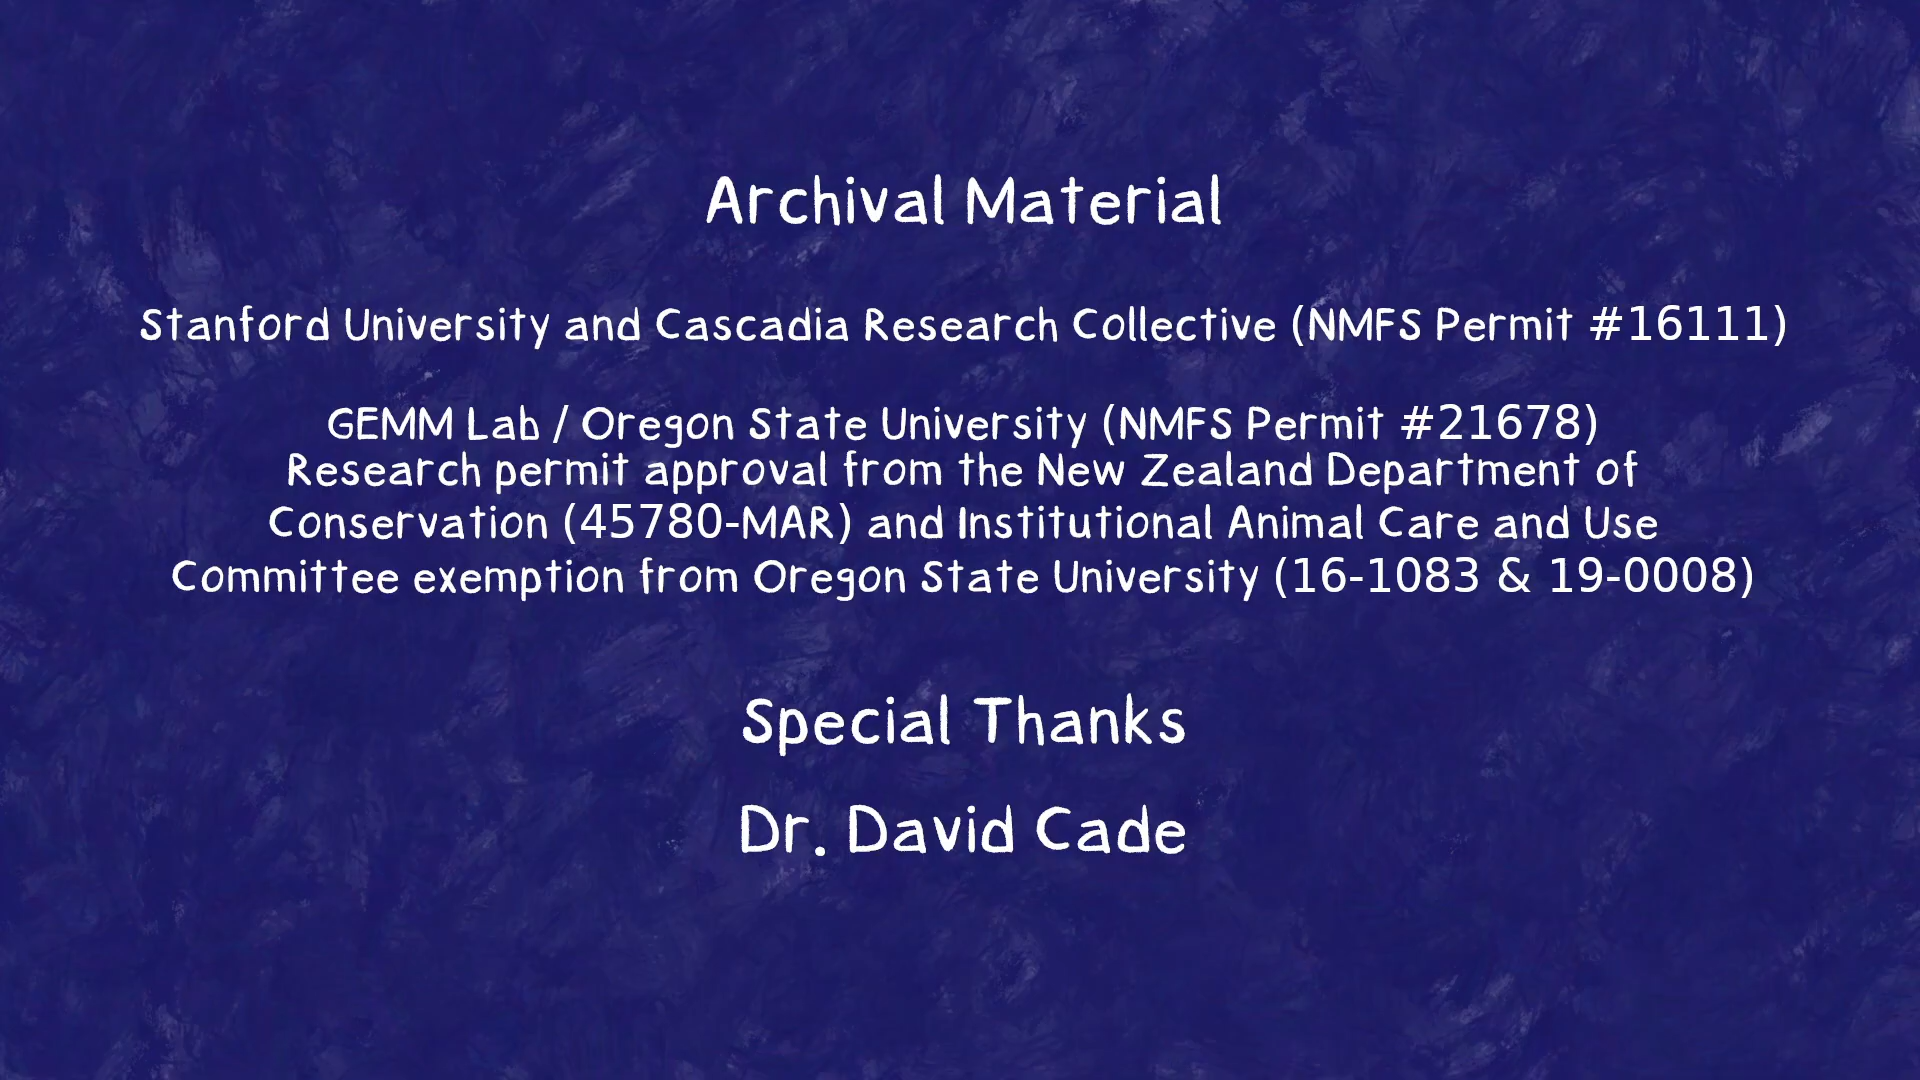 Archival Material
Stanford University and Cascadia Research Collective (NMFS Permit #16111)
GEMM Lab / Oregon State University (NMFS Permit #21678)
Research permit approval from the New Zealand Department of
Conservation (45780-MAR) and Institutional Animal Care and Use
Committee exemption from Oregon State University (16-1083 & 19-0008)
Special Thanks
Dr. David Cade